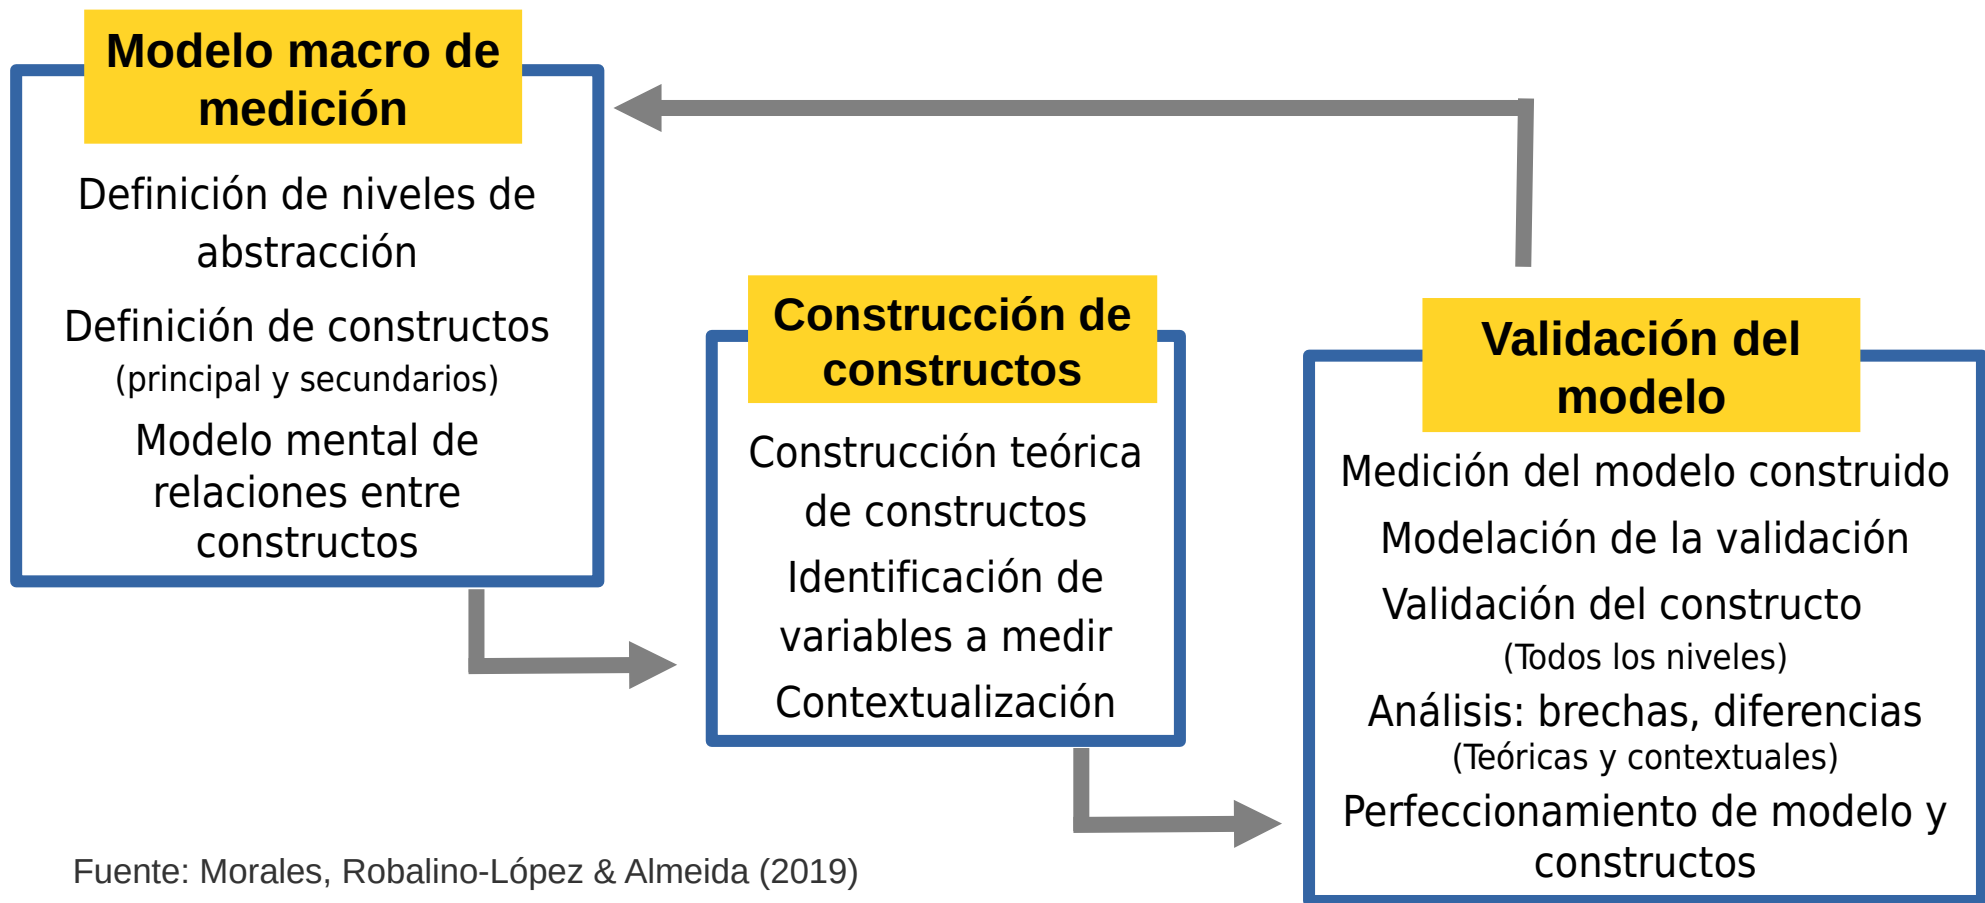 Modelo macro de
medición
Definición de niveles de
abstracción
Definición de constructos
(principal y secundarios)
Modelo mental de
relaciones entre
constructos
Construcción de
constructos
Construcción teórica
de constructos
Identificación de
variables a medir
Contextualización
Validación del
modelo
Medición del modelo construido
Modelación de la validación
Validación del constructo
(Todos los niveles)
Análisis: brechas, diferencias
(Teóricas y contextuales)
Perfeccionamiento de modelo y
constructos
Fuente: Morales, Robalino-López & Almeida (2019)